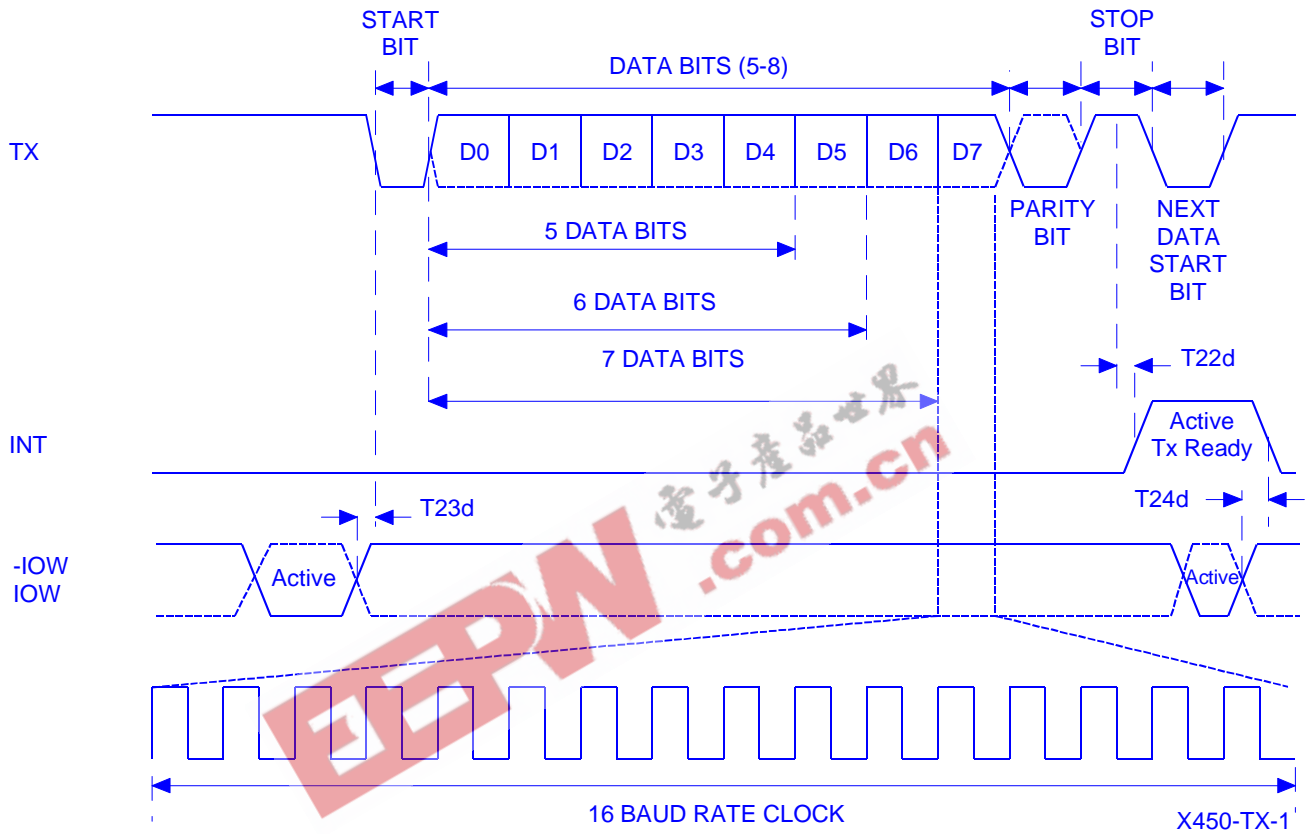 START
BIT
DATA BITS (5-8)
STOP
BIT
TX
D0 D1 D2 D3 D4 D5 D6 D7
PARITY
BIT
NEXT
DATA
START
BIT
5 DATA BITS
6 DATA BITS
7 DATA BITS
T22d
INT
Active
Tx Ready
T23d
T24d
-IOW
IOW
Active
Active
電子產品世界
EEPW
.com.cn
16 BAUD RATE CLOCK
X450-TX-1